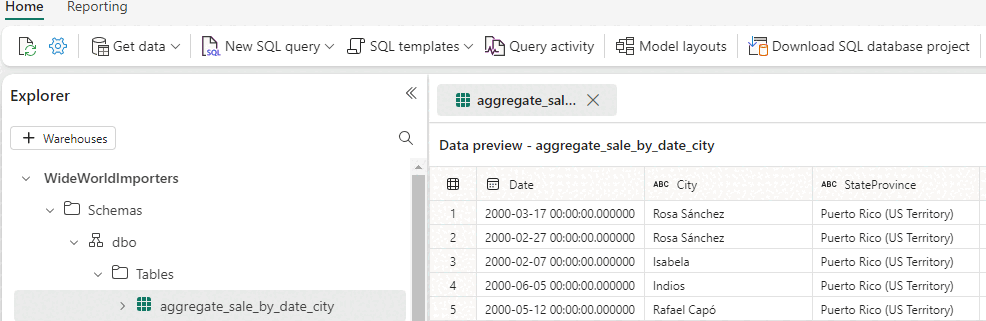 Home Reporting
Get data New SQL query SQL templates Query activity Model layouts Download SQL database project
Explorer
+ Warehouses
WideWorldImporters
Schemas
dbo
Tables
aggregate_sale_by_date_city
aggregate_sal...
Data preview - aggregate_sale_by_date_city
Date ABC City ABC StateProvince
1 2000-03-17 00:00:00.000000 Rosa Sánchez Puerto Rico (US Territory)
2 2000-02-27 00:00:00.000000 Rosa Sánchez Puerto Rico (US Territory)
3 2000-02-07 00:00:00.000000 Isabela Puerto Rico (US Territory)
4 2000-06-05 00:00:00.000000 Indios Puerto Rico (US Territory)
5 2000-05-12 00:00:00.000000 Rafael Capó Puerto Rico (US Territory)